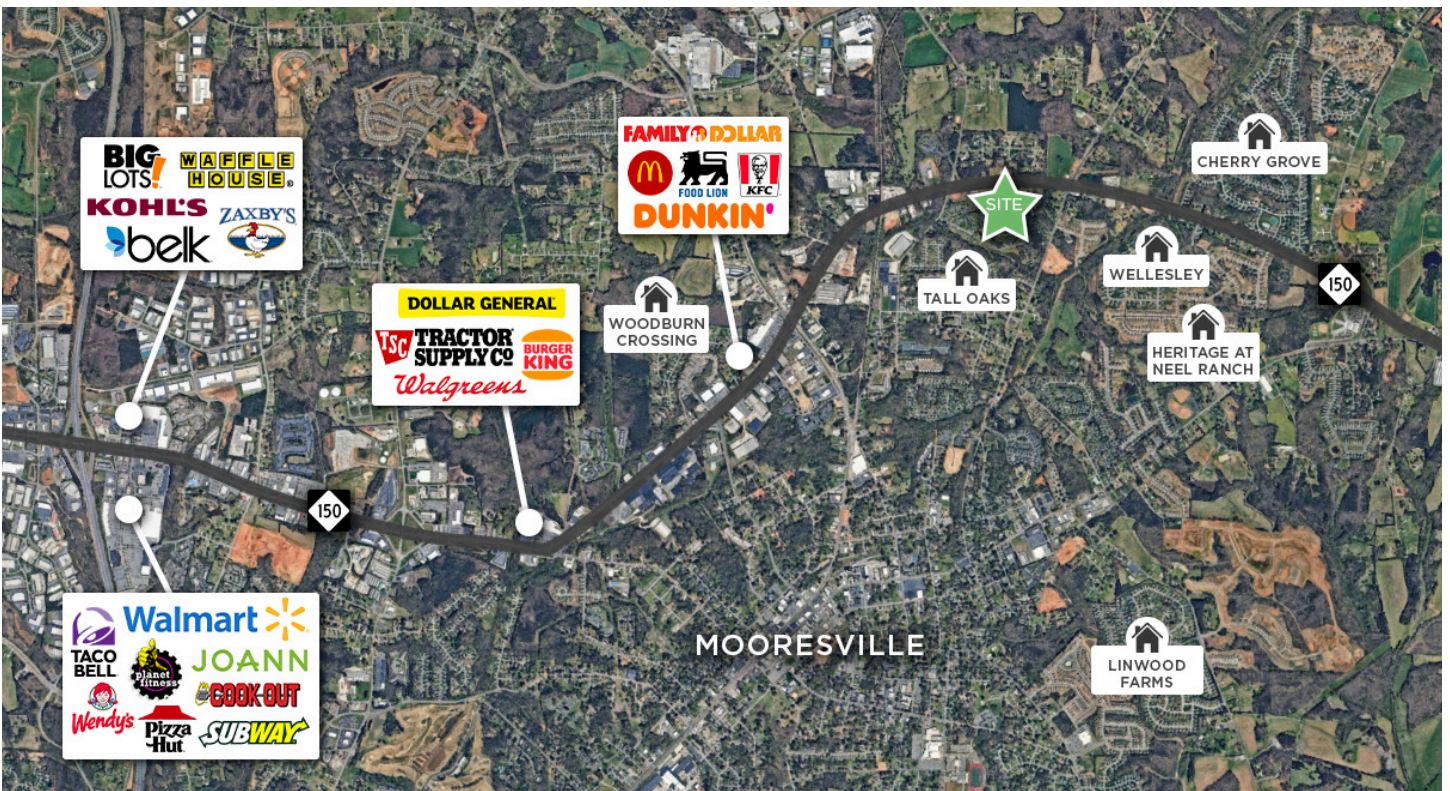 BIG
LOTS!
WAFFLE
HOUSE®
KOHL'S
ZAXBY'S
belk
DOLLAR GENERAL
TSC
TRACTOR
SUPPLY CO
BURGER
KING
Walgreens
FAMILY DOLLAR
FOOD LION
KFC
DUNKIN'
SITE
CHERRY GROVE
WELLESLEY
TALL OAKS
WOODBURN
CROSSING
HERITAGE AT
NEEL RANCH
150
150
Walmart
TACO
BELL
planet
fitness
JOANN
COOK·OUT
Wendy's
Pizza
Hut
SUBWAY
MOORESVILLE
LINWOOD
FARMS